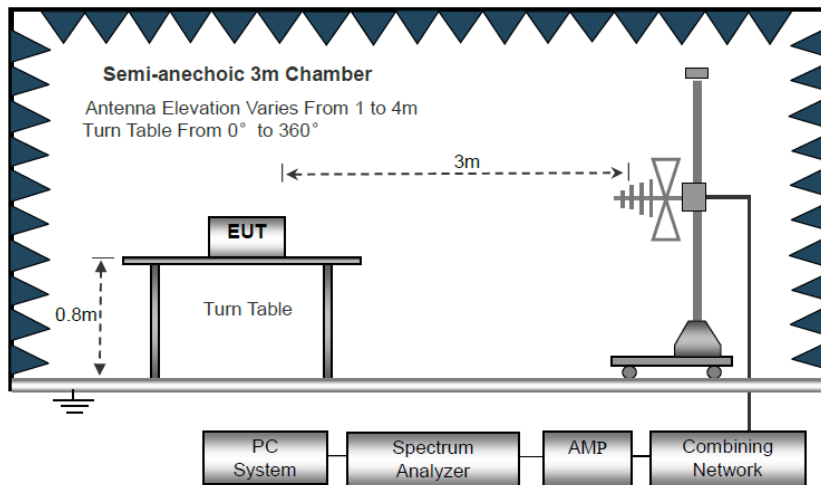 Semi-anechoic 3m Chamber
Antenna Elevation Varies From 1 to 4m
Turn Table From 0° to 360°
3m
EUT
0.8m
Turn Table
PC
System
Spectrum
Analyzer
AMP
Combining
Network